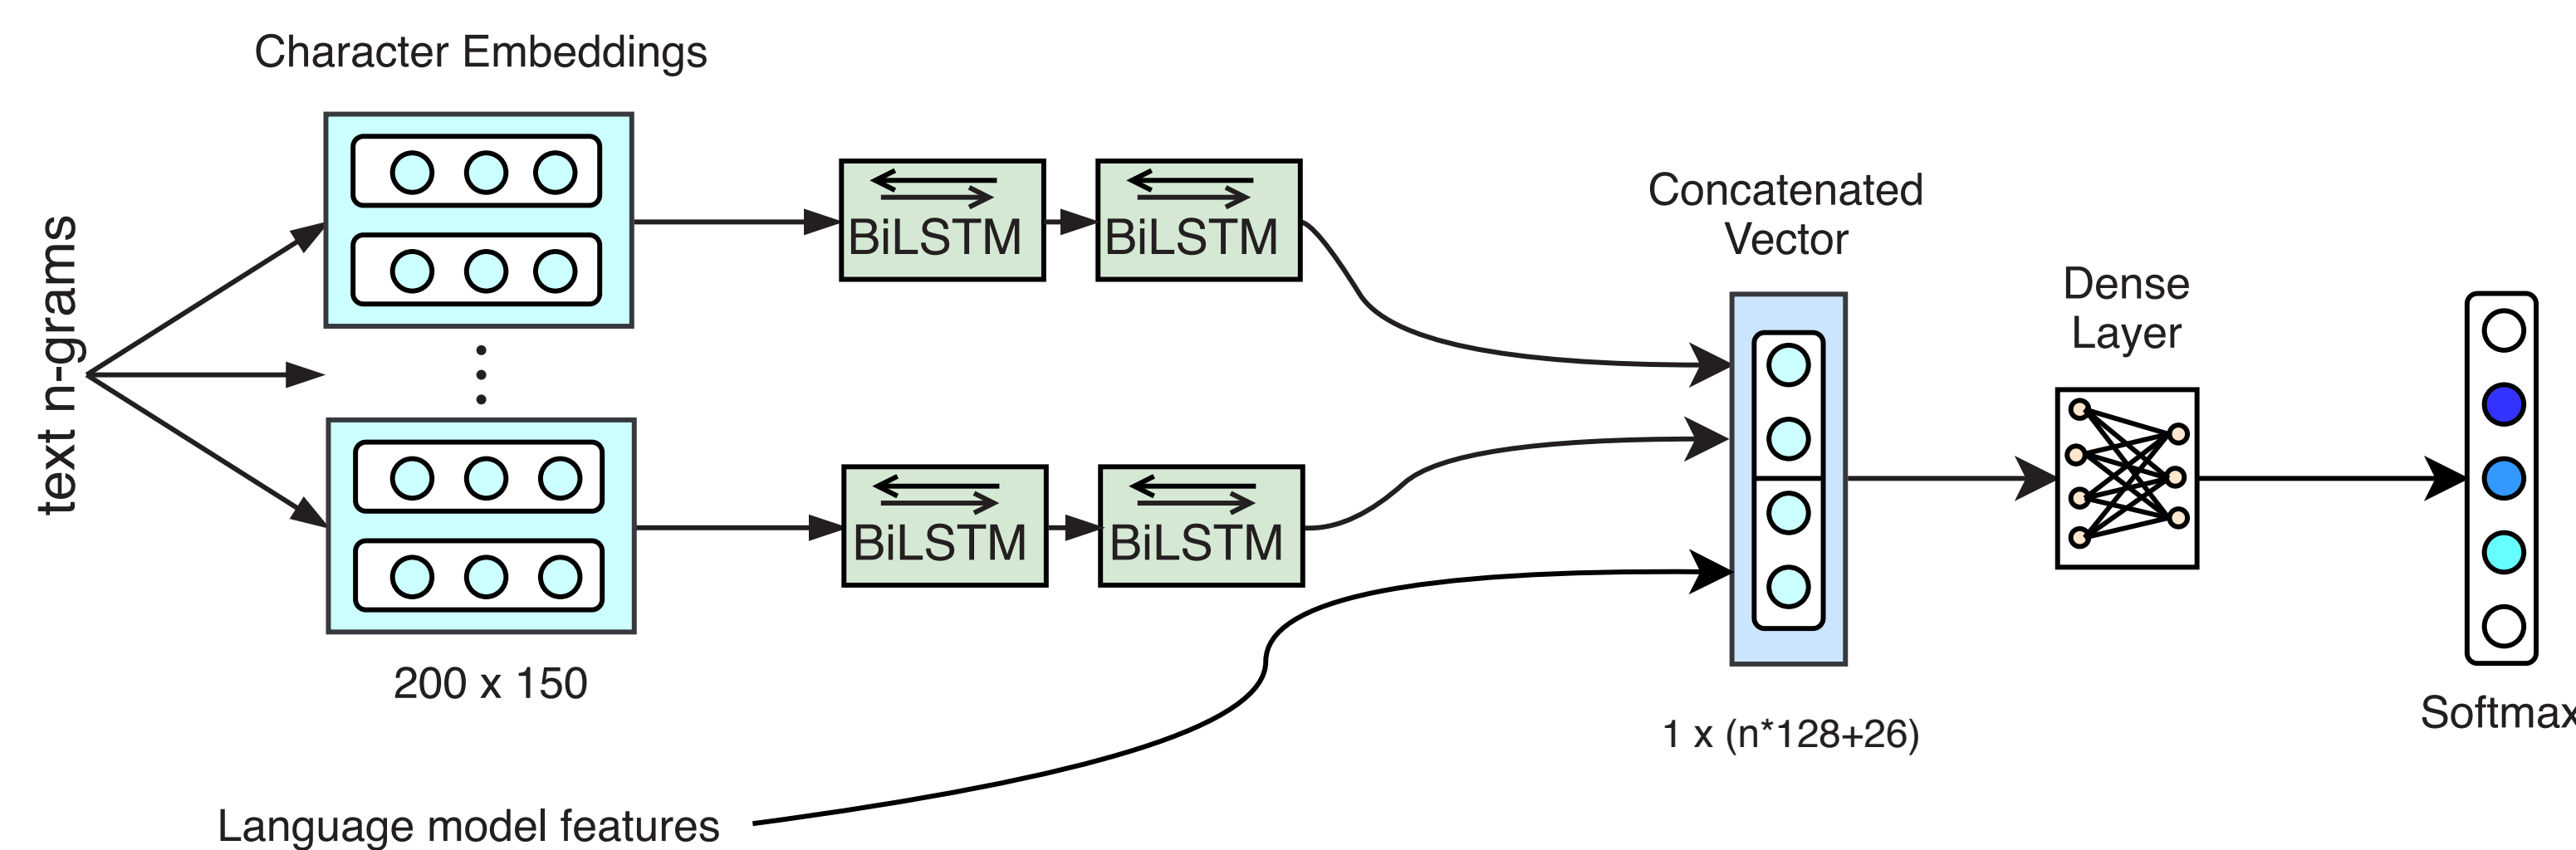 Character Embeddings
text n-grams
BiLSTM
BiLSTM
BiLSTM
BiLSTM
200 x 150
Language model features
Concatenated
Vector
1 x (n*128+26)
Dense
Layer
Softmax